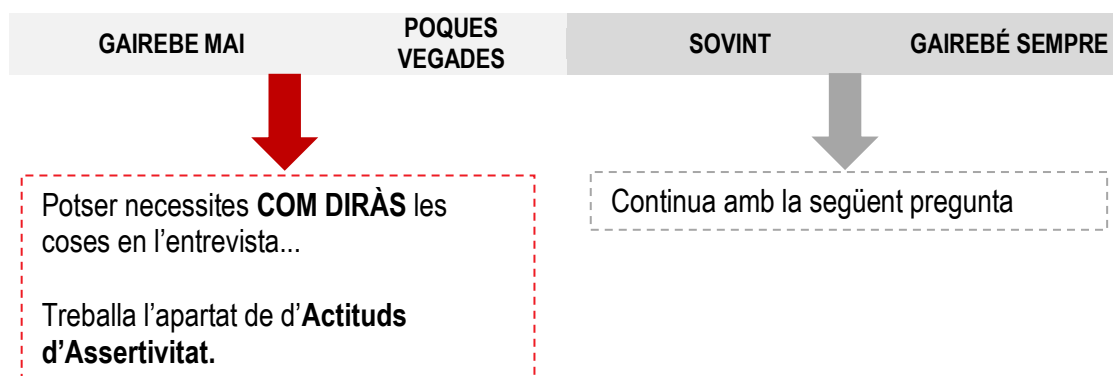 GAIREBE MAI
POQUES
VEGADES
SOVINT
GAIREBÉ SEMPRE
Potser necessites COM DIRÀS les
coses en l’entrevista...
Treballa l’apartat de d’Actituds
d’Assertivitat.
Continua amb la següent pregunta